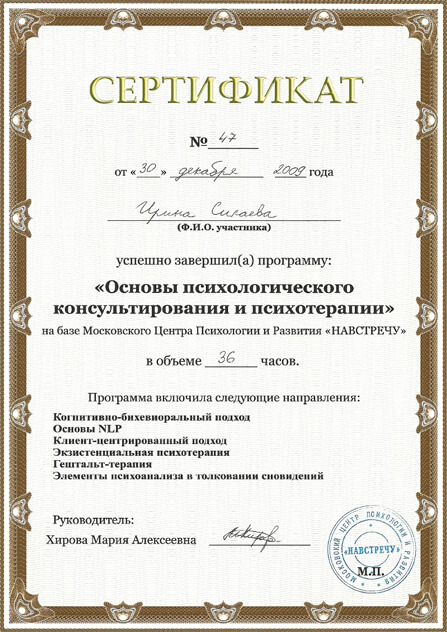 СЕРТИФИКАТ
№ 47
от «30» декабря 2009 года
Ирина Силаева
(Ф.И.О. участника)
успешно завершил(а) программу:
«Основы психологического
консультирования и психотерапии»
на базе Московского Центра Психологии и Развития «НАВСТРЕЧУ»
в объеме 36 часов.
Программа включила следующие направления:
Когнитивно-бихевиоральный подход
Основы NLP
Клиент-центрированный подход
Экзистенциальная психотерапия
Гештальт-терапия
Элементы психоанализа в толковании сновидений
Руководитель:
Хирова Мария Алексеевна
МОСКОВСКИЙ ЦЕНТР ПСИХОЛОГИИ И РАЗВИТИЯ
«НАВСТРЕЧУ»
М.П.